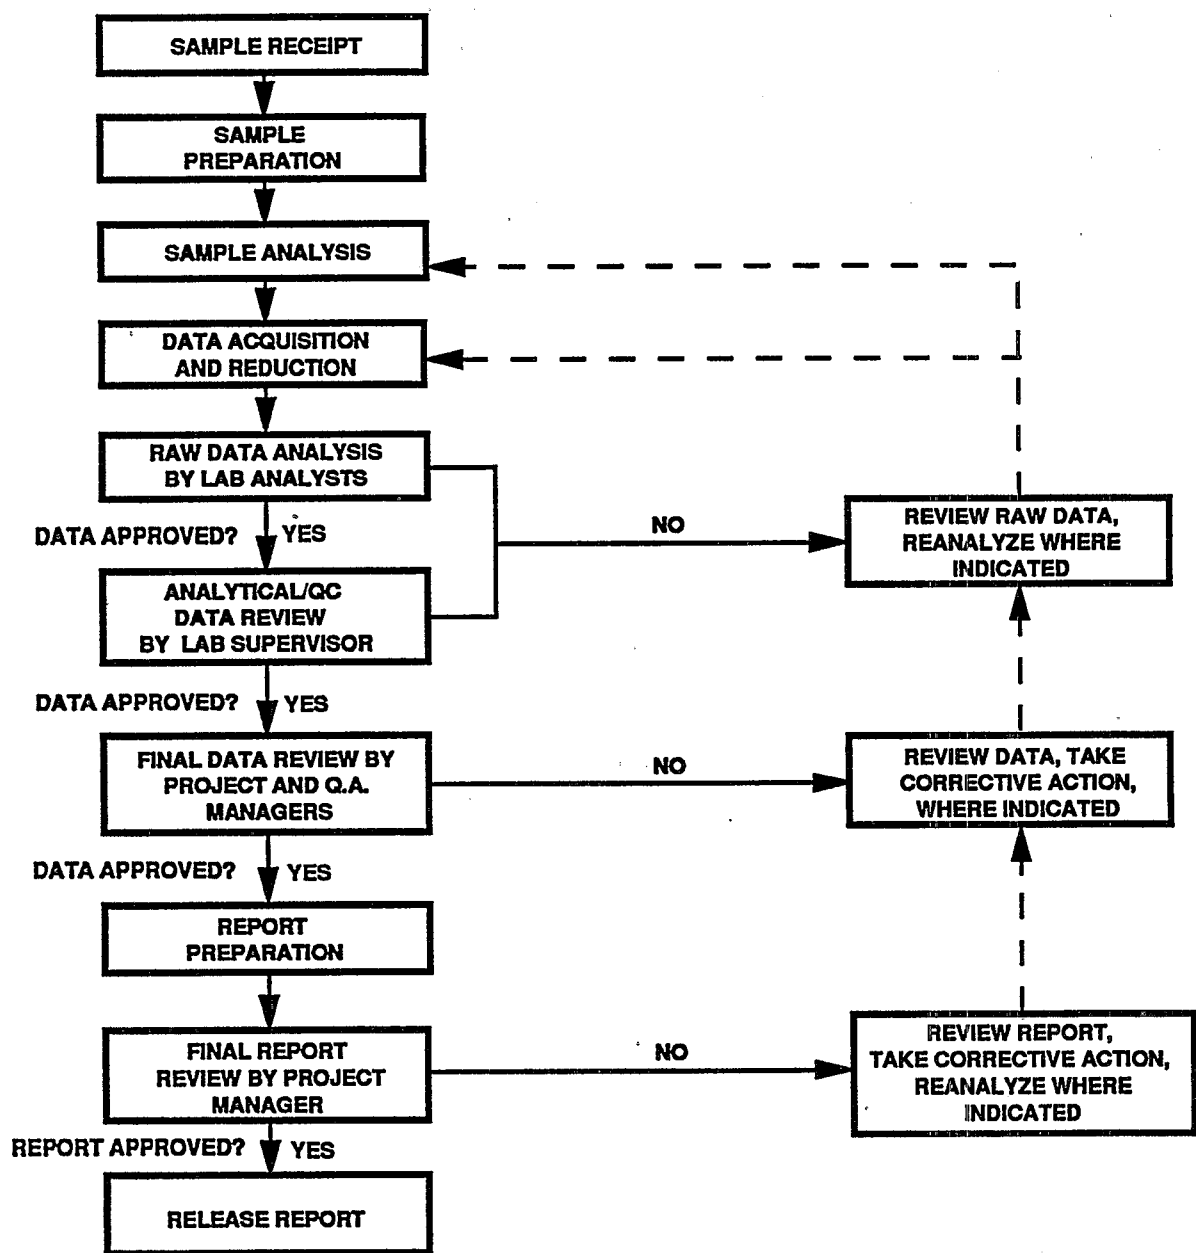 SAMPLE RECEIPT
SAMPLE
PREPARATION
SAMPLE ANALYSIS
DATA ACQUISITION
AND REDUCTION
RAW DATA ANALYSIS
BY LAB ANALYSTS
DATA APPROVED? YES
NO
REVIEW RAW DATA,
REANALYZE WHERE
INDICATED
ANALYTICAL/QC
DATA REVIEW
BY LAB SUPERVISOR
DATA APPROVED? YES
FINAL DATA REVIEW BY
PROJECT AND Q.A.
MANAGERS
NO
REVIEW DATA, TAKE
CORRECTIVE ACTION,
WHERE INDICATED
DATA APPROVED? YES
REPORT
PREPARATION
FINAL REPORT
REVIEW BY PROJECT
MANAGER
NO
REVIEW REPORT,
TAKE CORRECTIVE ACTION,
REANALYZE WHERE
INDICATED
REPORT APPROVED? YES
RELEASE REPORT